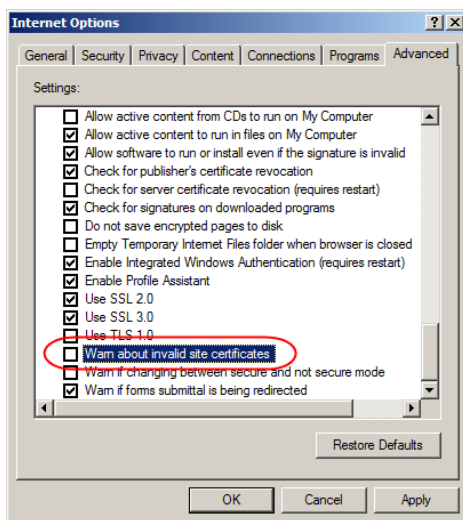 Internet Options
General Security Privacy Content Connections Programs Advanced
Settings:
Allow active content from CDs to run on My Computer
Allow active content to run in files on My Computer
Allow software to run or install even if the signature is invalid
Check for publisher's certificate revocation
Check for server certificate revocation (requires restart)
Check for signatures on downloaded programs
Do not save encrypted pages to disk
Empty Temporary Internet Files folder when browser is closed
Enable Integrated Windows Authentication (requires restart)
Enable Profile Assistant
Use SSL 2.0
Use SSL 3.0
Use TLS 1.0
Warn about invalid site certificates
Warn if changing between secure and not secure mode
Warn if forms submittal is being redirected
Restore Defaults
OK Cancel Apply